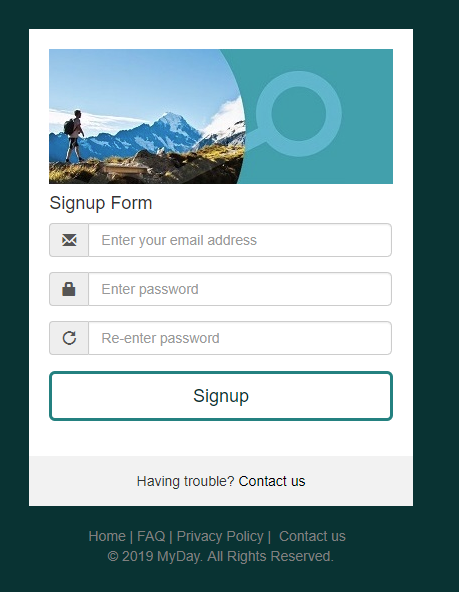 Signup Form
Enter your email address
Enter password
Re-enter password
Signup
Having trouble? Contact us
Home | FAQ | Privacy Policy |  Contact us
© 2019 MyDay. All Rights Reserved.